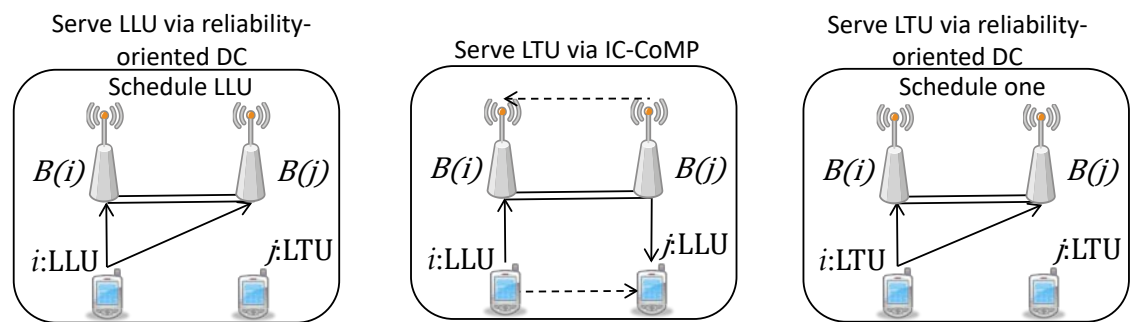 Serve LLU via reliability-
oriented DC
Schedule LLU
B(i)
B(j)
i:LLU
j:LTU
Serve LTU via IC-CoMP
B(i)
B(j)
i:LLU
j:LLU
Serve LTU via reliability-
oriented DC
Schedule one
B(i)
B(j)
i:LTU
j:LTU